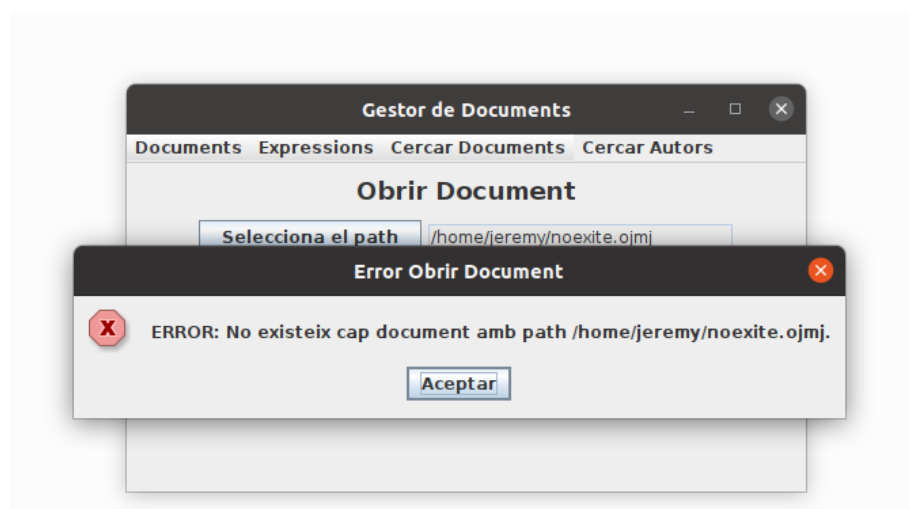 Gestor de Documents
Documents Expressions Cercar Documents Cercar Autors
Obrir Document
Selecciona el path /home/jeremy/noexite.ojmj
Error Obrir Document
ERROR: No existeix cap document amb path /home/jeremy/noexite.ojmj.
Aceptar